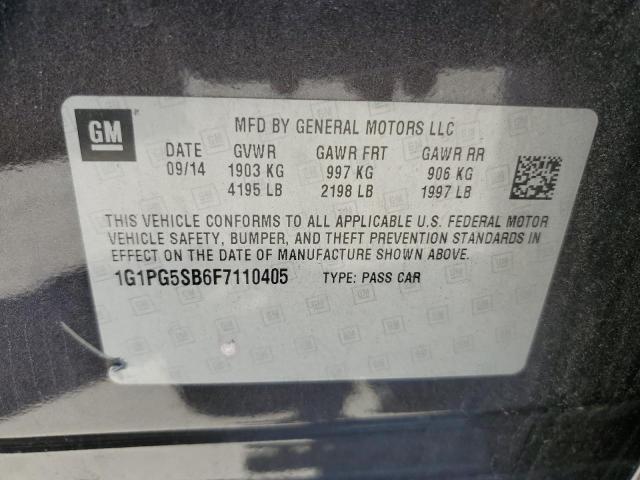 GM
MFD BY GENERAL MOTORS LLC
DATE GVWR GAWR FRT GAWR RR
09/14 1903 KG 997 KG 906 KG
4195 LB 2198 LB 1997 LB
THIS VEHICLE CONFORMS TO ALL APPLICABLE U.S. FEDERAL MOTOR
VEHICLE SAFETY, BUMPER, AND THEFT PREVENTION STANDARDS IN
EFFECT ON THE DATE OF MANUFACTURE SHOWN ABOVE.
1G1PG5SB6F7110405 TYPE: PASS CAR